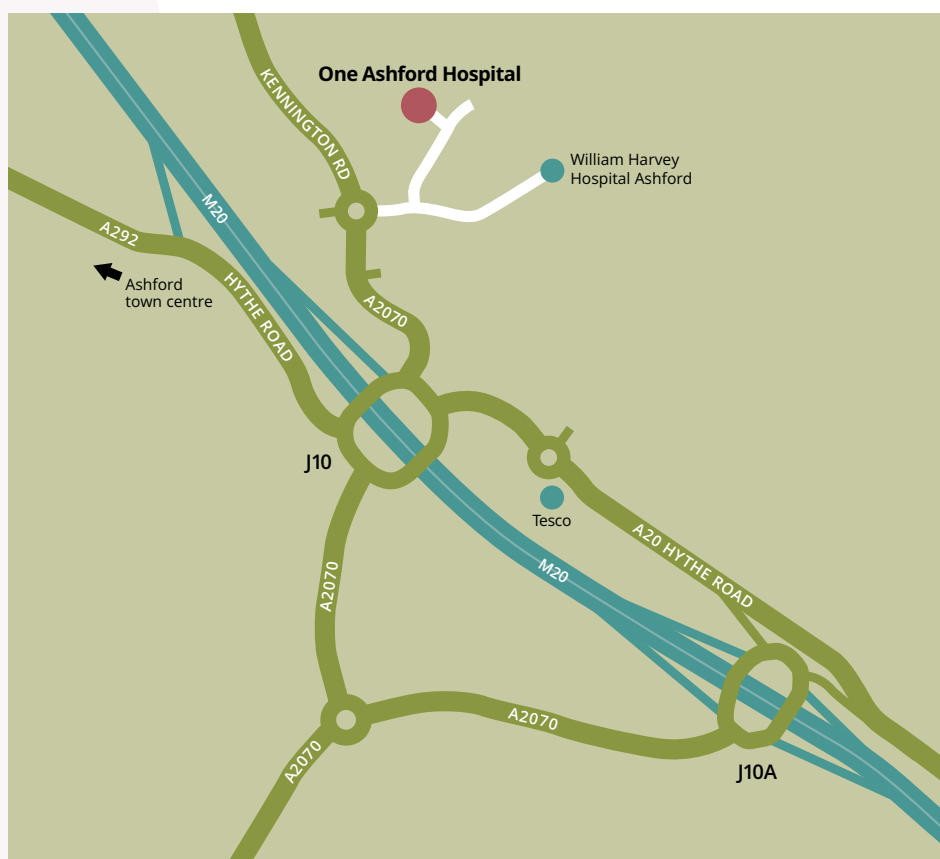 One Ashford Hospital
KENNINGTON RD
William Harvey
Hospital Ashford
M20
A292
Ashford
town centre
HYTHE ROAD
A2070
J10
Tesco
A20 HYTHE ROAD
M20
A2070
A2070
A2070
J10A